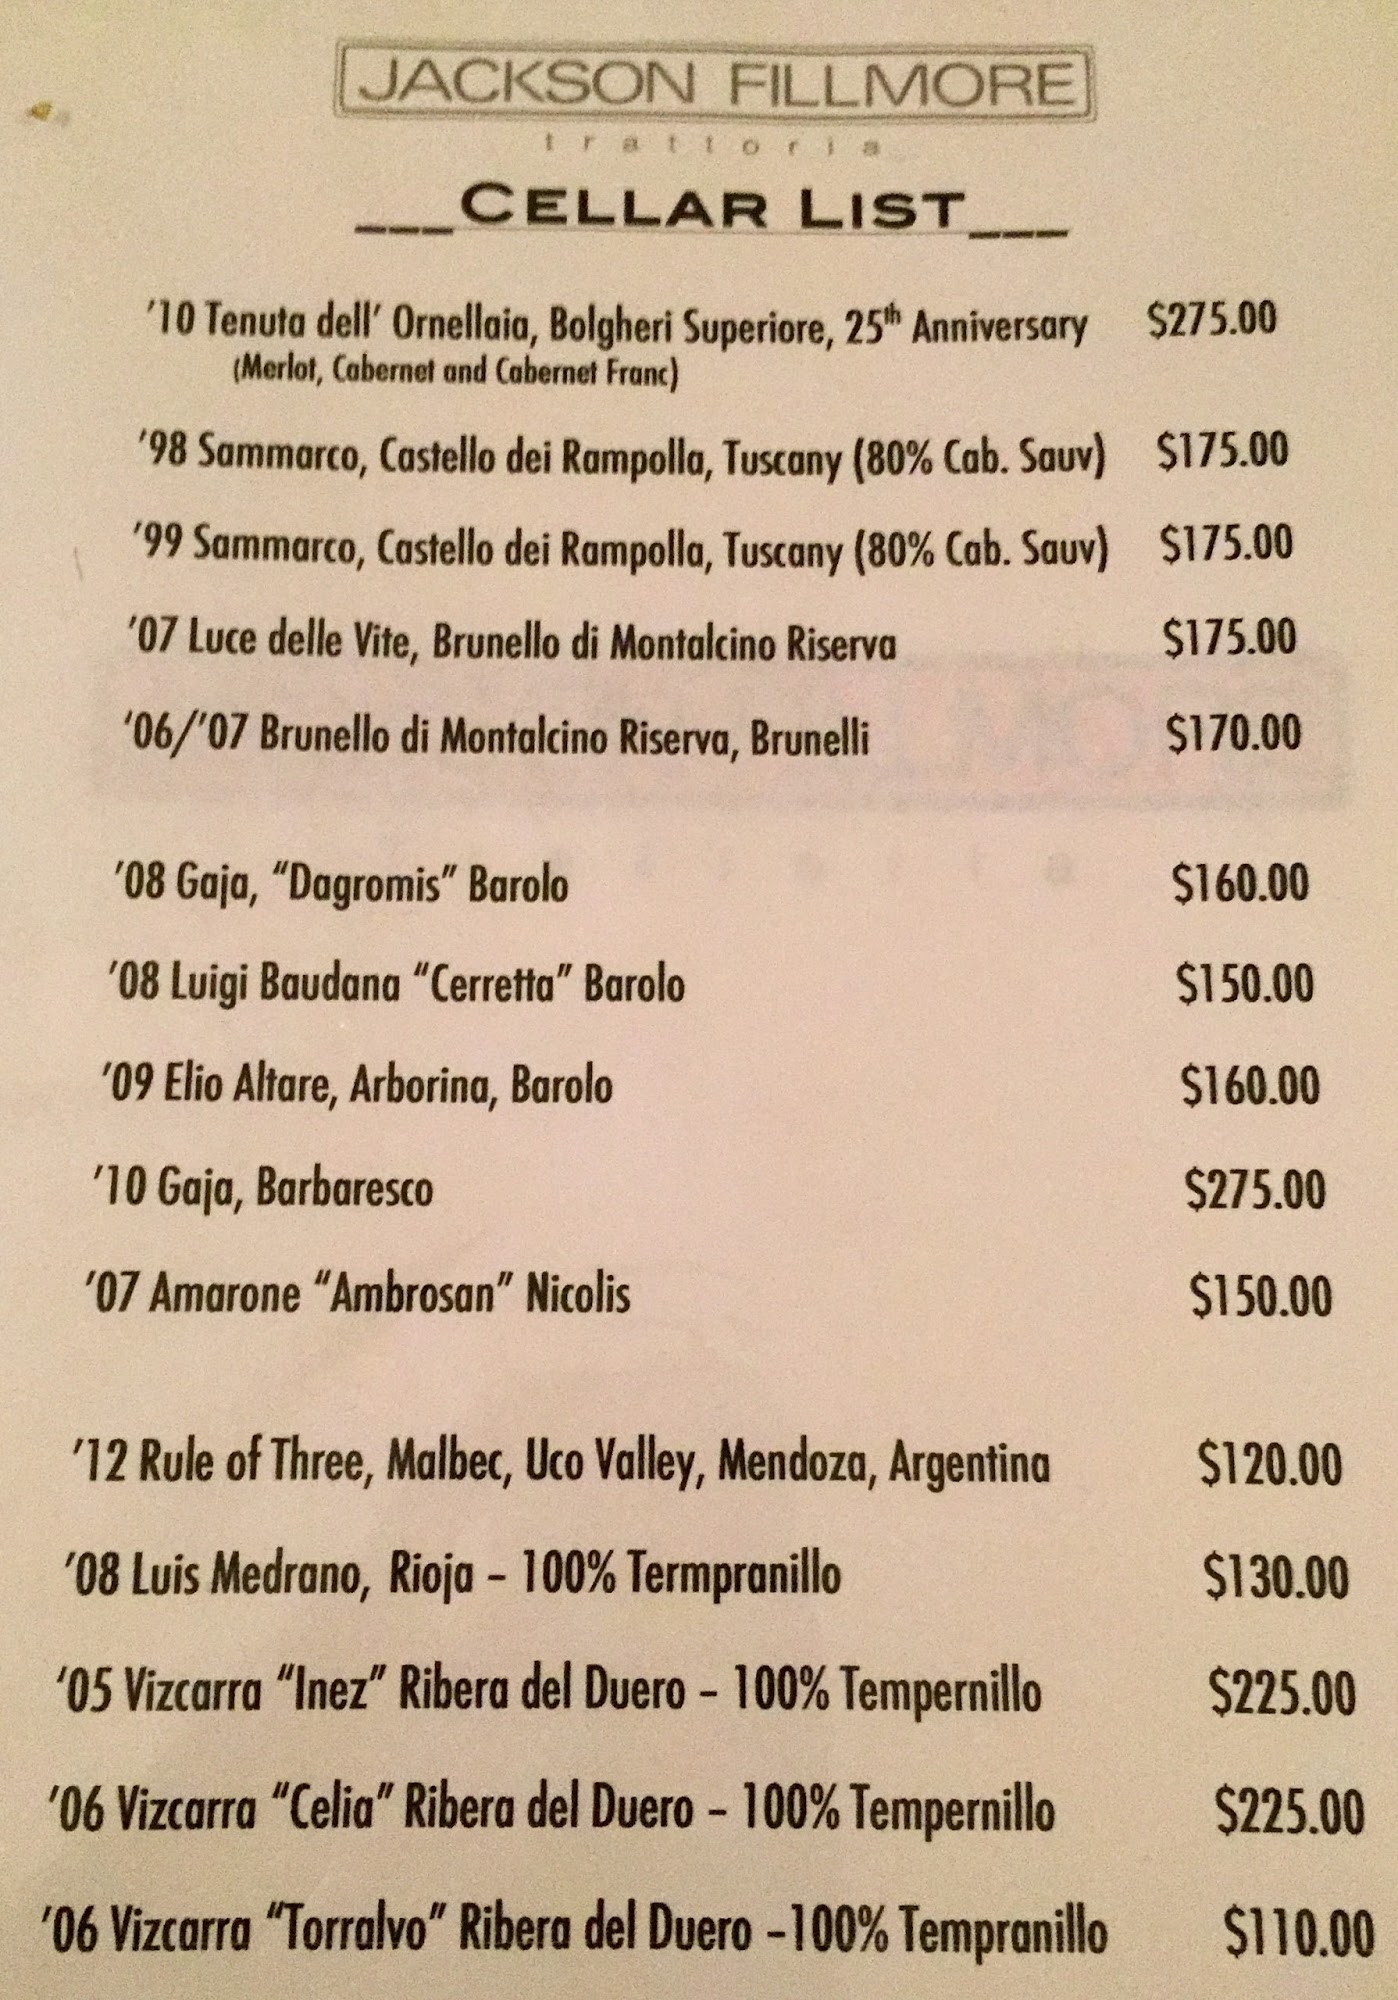 JACKSON FILLMORE
trattoria
___CELLAR LIST___
'10 Tenuta dell' Ornellaia, Bolgheri Superiore, 25th Anniversary $275.00
(Merlot, Cabernet and Cabernet Franc)
'98 Sammarco, Castello dei Rampolla, Tuscany (80% Cab. Sauv) $175.00
'99 Sammarco, Castello dei Rampolla, Tuscany (80% Cab. Sauv) $175.00
'07 Luce delle Vite, Brunello di Montalcino Riserva $175.00
'06/'07 Brunello di Montalcino Riserva, Brunelli $170.00
'08 Gaja, "Dagromis" Barolo $160.00
'08 Luigi Baudana "Cerretta" Barolo $150.00
'09 Elio Altare, Arborina, Barolo $160.00
'10 Gaja, Barbaresco $275.00
'07 Amarone "Ambrosan" Nicolis $150.00
'12 Rule of Three, Malbec, Uco Valley, Mendoza, Argentina $120.00
'08 Luis Medrano, Rioja – 100% Termpranillo $130.00
'05 Vizcarra "Inez" Ribera del Duero – 100% Tempernillo $225.00
'06 Vizcarra "Celia" Ribera del Duero – 100% Tempernillo $225.00
'06 Vizcarra "Torralvo" Ribera del Duero –100% Tempranillo $110.00